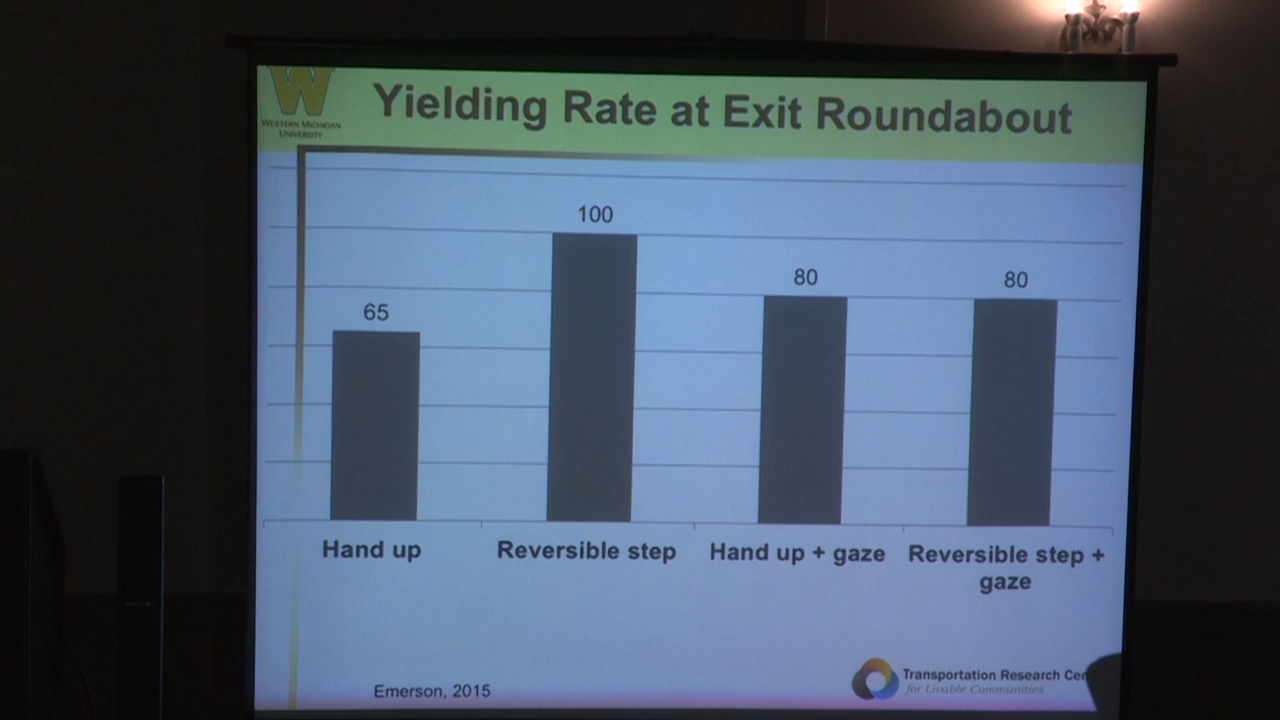 W
WESTERN MICHIGAN
UNIVERSITY
Yielding Rate at Exit Roundabout
65
100
80
80
Hand up
Reversible step
Hand up + gaze
Reversible step +
gaze
Emerson, 2015
Transportation Research
for Livable Communities